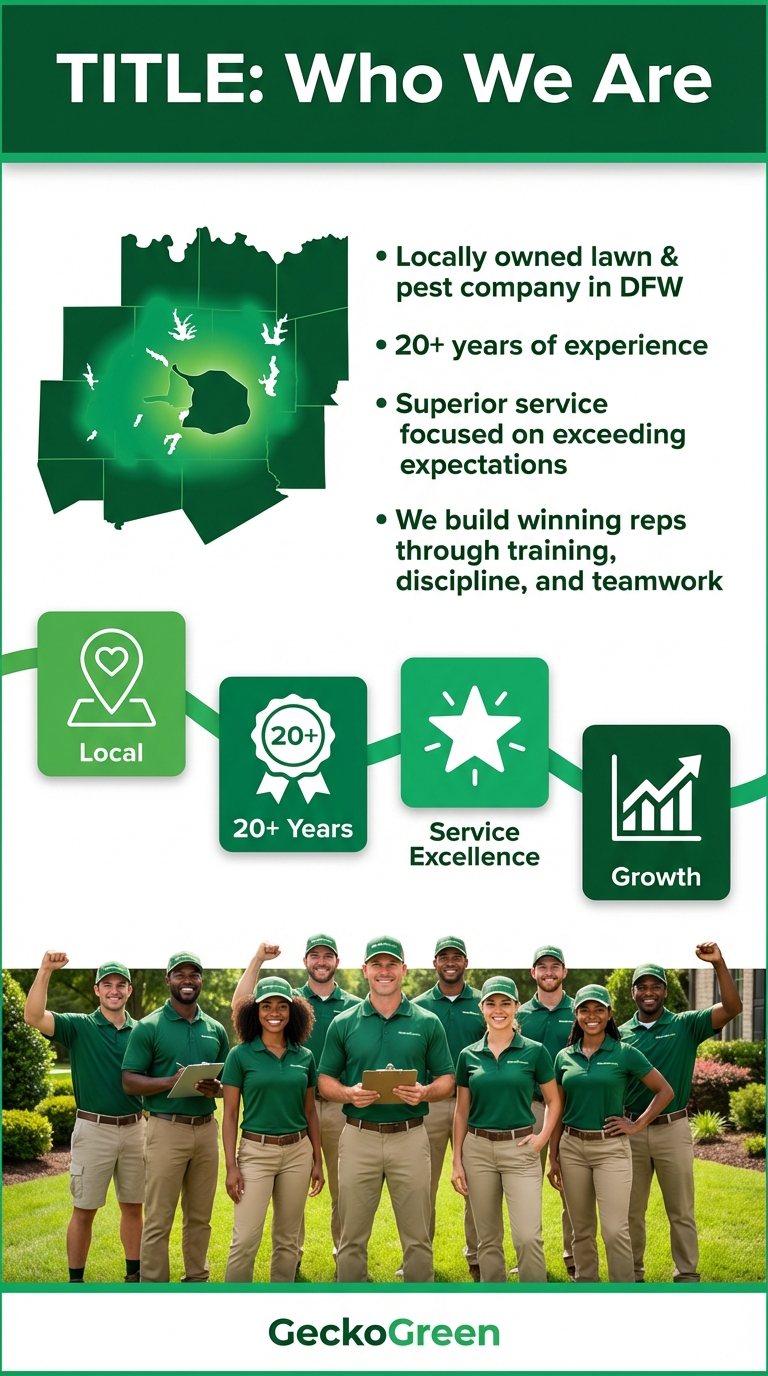 TITLE: Who We Are
• Locally owned lawn &
pest company in DFW
• 20+ years of experience
• Superior service
focused on exceeding
expectations
• We build winning reps
through training,
discipline, and teamwork
Local
20+
20+ Years
Service
Excellence
Growth
GeckoGreen